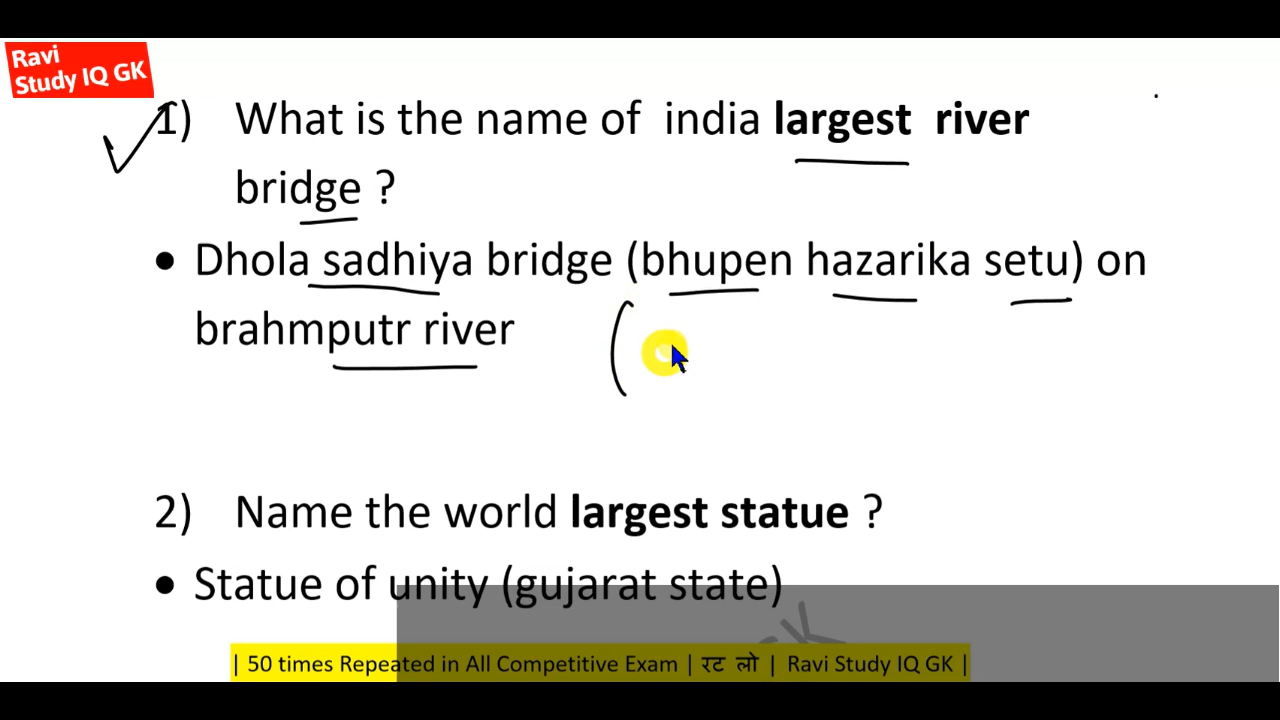 Ravi
Study IQ GK
1) What is the name of india largest river
bridge ?
• Dhola sadhiya bridge (bhupen hazarika setu) on
brahmputr river
(
2) Name the world largest statue ?
• Statue of unity (gujarat state)
GK
| 50 times Repeated in All Competitive Exam | रट लो | Ravi Study IQ GK |